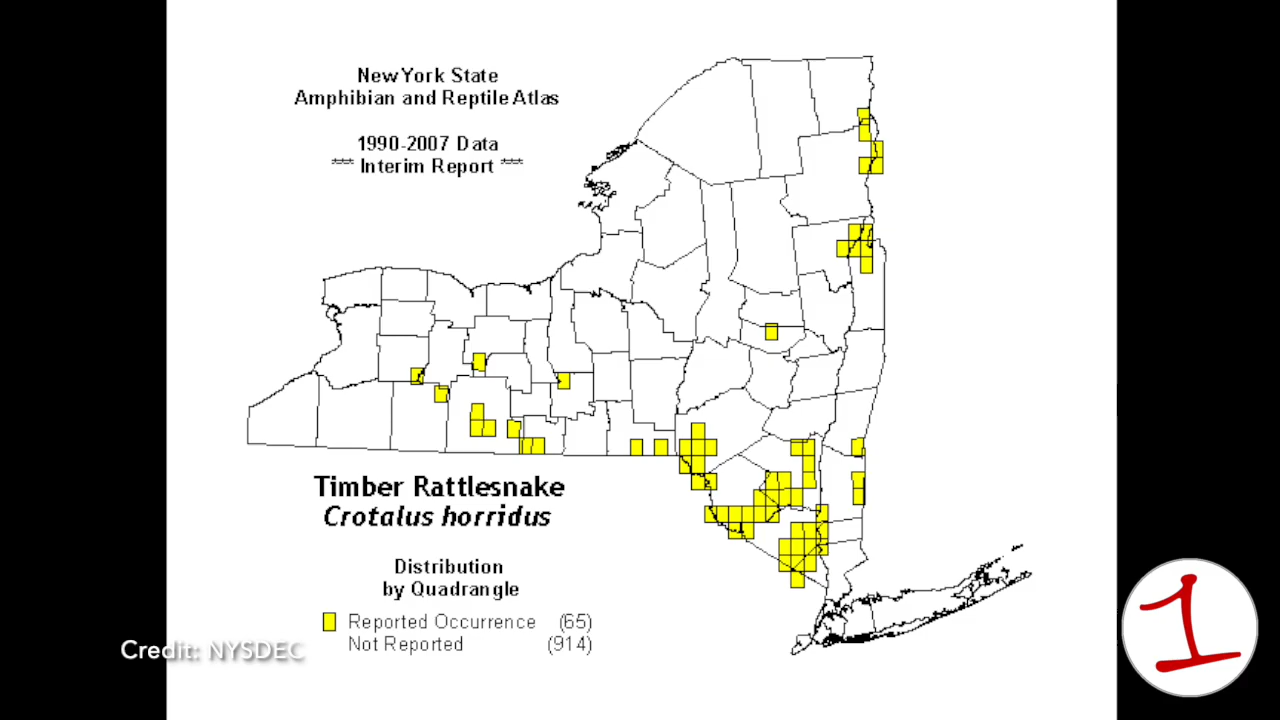 New York State
Amphibian and Reptile Atlas
1990-2007 Data
*** Interim Report ***
Timber Rattlesnake
Crotalus horridus
Distribution
by Quadrangle
Reported Occurrence (65)
Not Reported (914)
Credit: NYSDEC
1